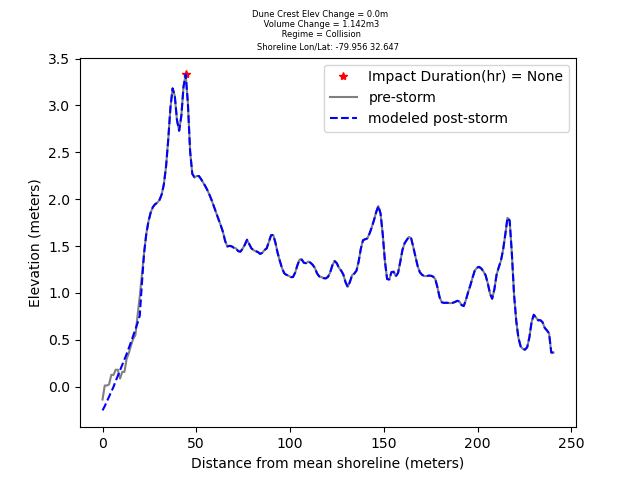 Dune Crest Elev Change = 0.0m
Volume Change = 1.142m3
Regime = Collision
Shoreline Lon/Lat: -79.956 32.647
Impact Duration(hr) = None
pre-storm
modeled post-storm
Elevation (meters)
3.5
3.0
2.5
2.0
1.5
1.0
0.5
0.0
0 50 100 150 200 250
Distance from mean shoreline (meters)